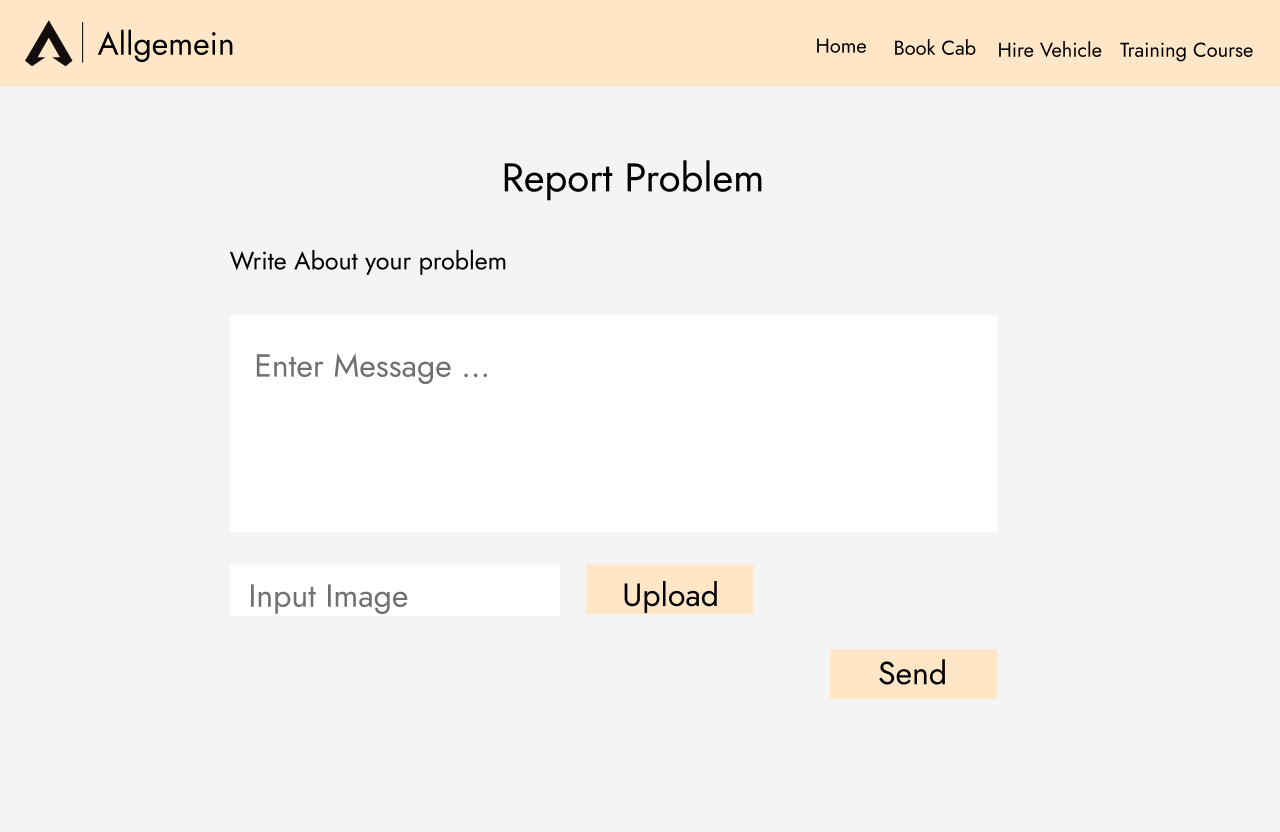 Allgemein
Home Book Cab Hire Vehicle Training Course
Report Problem
Write About your problem
Enter Message ...
Input Image
Upload
Send